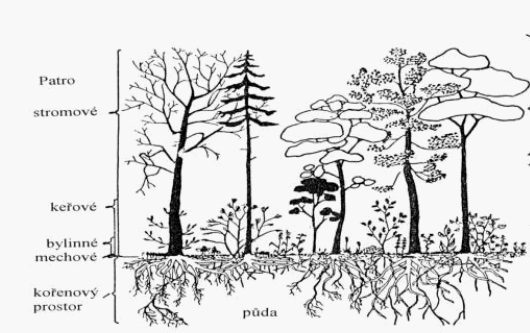 Patro
stromové
keřové
bylinné
mechové
kořenový
prostor
půda